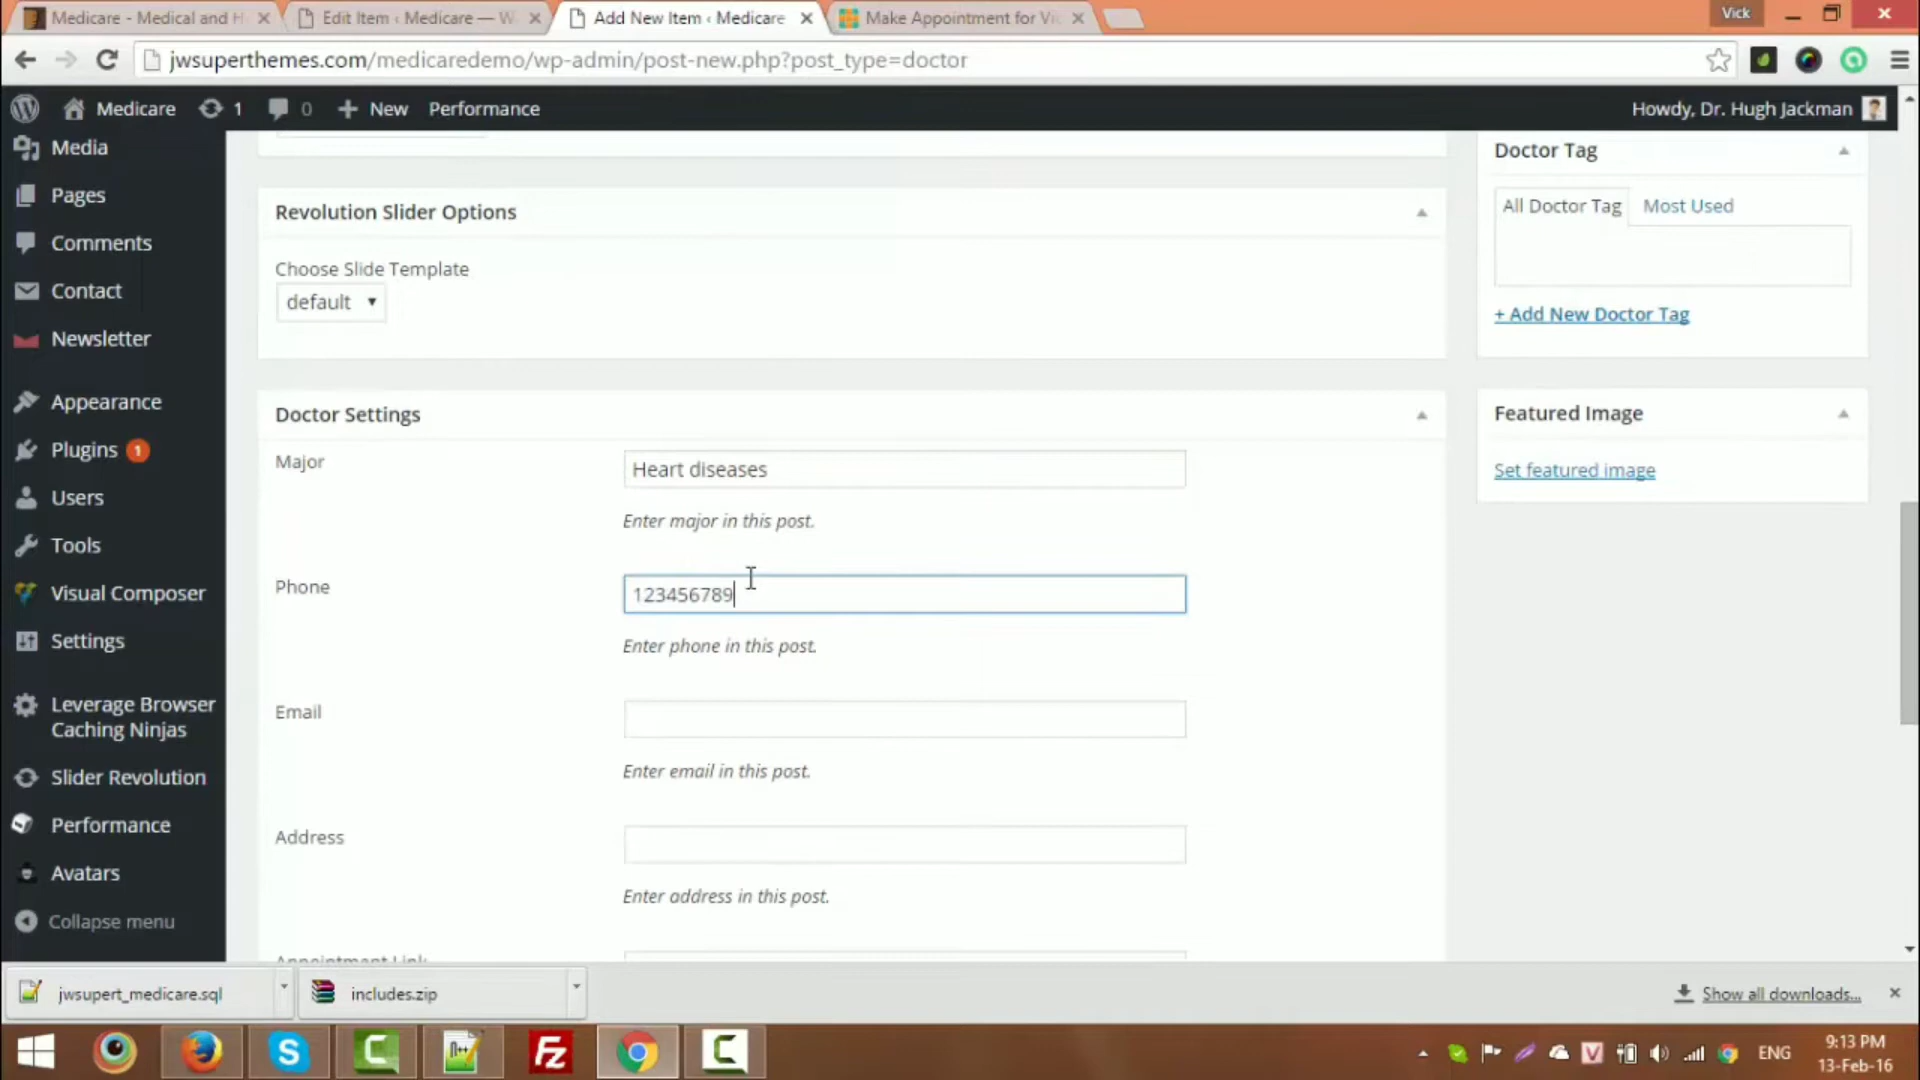 Medicare - Medical and H
Edit Item ‹ Medicare — W
Add New Item ‹ Medicare
Make Appointment for Vi
Vick
jwsuperthemes.com/medicaredemo/wp-admin/post-new.php?post_type=doctor
Medicare 1 0 New Performance
Howdy, Dr. Hugh Jackman
Media
Pages
Comments
Contact
Newsletter
Appearance
Plugins 1
Users
Tools
Visual Composer
Settings
Leverage Browser
Caching Ninjas
Slider Revolution
Performance
Avatars
Collapse menu
Revolution Slider Options
Choose Slide Template
default
Doctor Settings
Major
Heart diseases
Enter major in this post.
Phone
123456789
Enter phone in this post.
Email
Enter email in this post.
Address
Enter address in this post.
Appointment Link
Doctor Tag
All Doctor Tag Most Used
+ Add New Doctor Tag
Featured Image
Set featured image
jwsupert_medicare.sql
includes.zip
Show all downloads...
ENG
9:13 PM
13-Feb-16